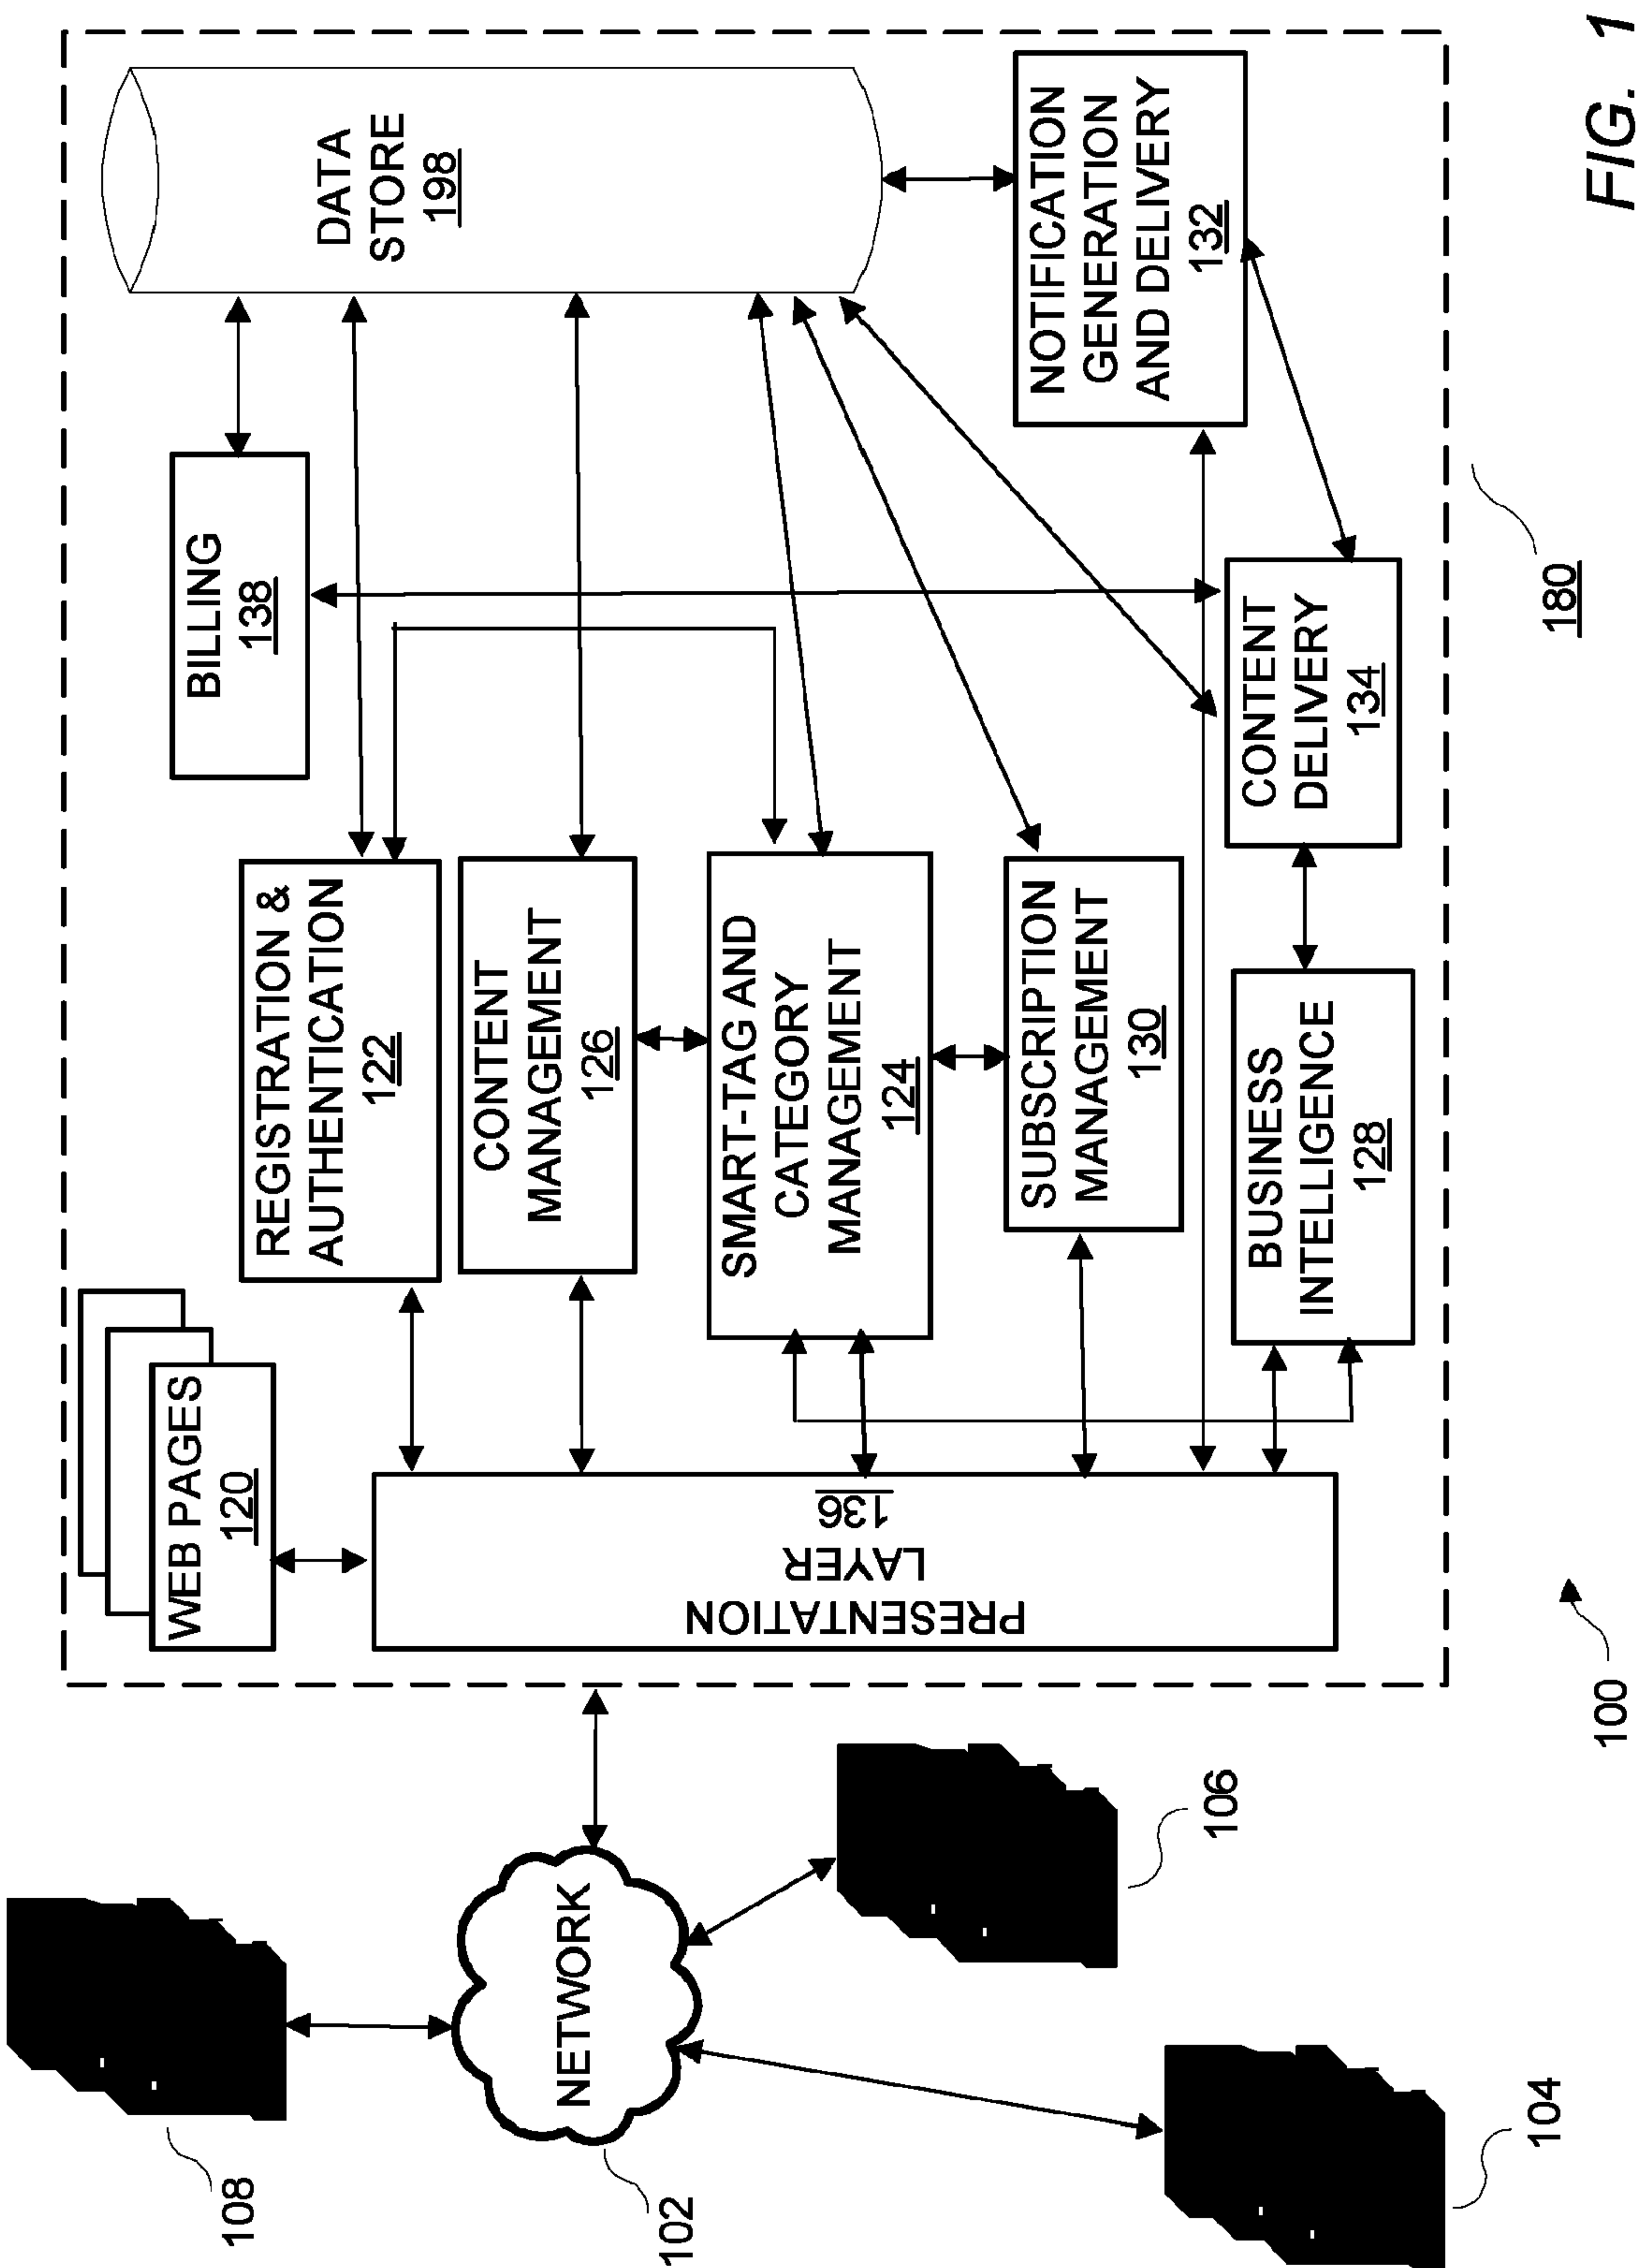 108
102
NETWORK
104
106
100
WEB PAGES
120
PRESENTATION
LAYER
136
REGISTRATION &
AUTHENTICATION
122
CONTENT
MANAGEMENT
126
SMART-TAG AND
CATEGORY
MANAGEMENT
124
SUBSCRIPTION
MANAGEMENT
130
BUSINESS
INTELLIGENCE
128
BILLING
138
CONTENT
DELIVERY
134
DATA
STORE
198
NOTIFICATION
GENERATION
AND DELIVERY
132
180
FIG. 1